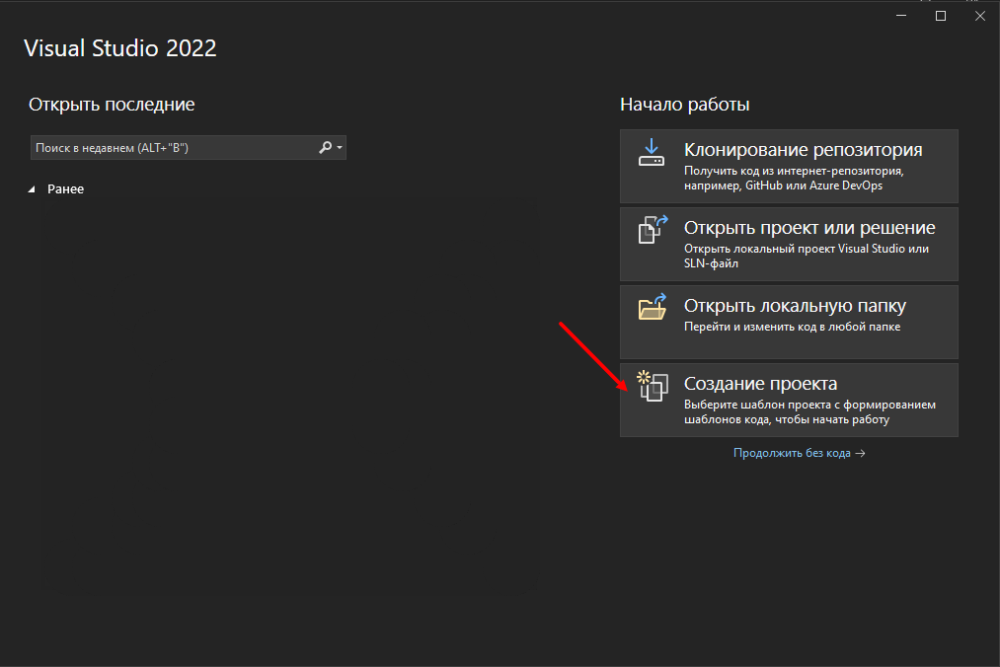 Visual Studio 2022
Открыть последние
Поиск в недавнем (ALT+"В")
Ранее
Начало работы
Клонирование репозитория
Получить код из интернет-репозитория,
например, GitHub или Azure DevOps
Открыть проект или решение
Открыть локальный проект Visual Studio или
SLN-файл
Открыть локальную папку
Перейти и изменить код в любой папке
Создание проекта
Выберите шаблон проекта с формированием
шаблонов кода, чтобы начать работу
Продолжить без кода →